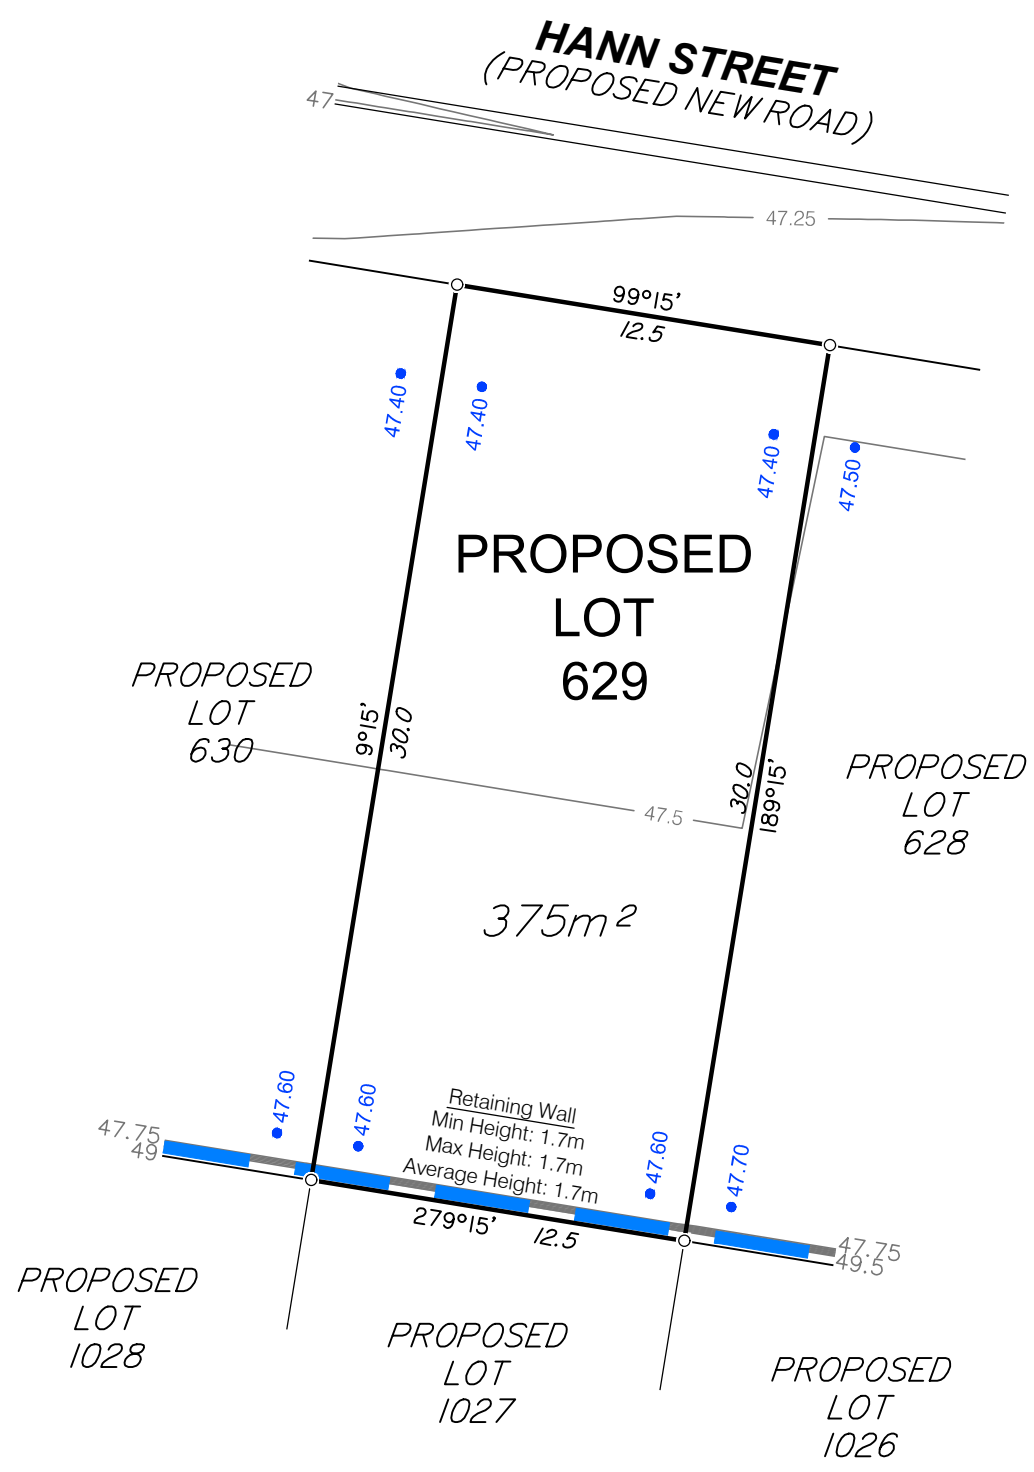 HANN STREET
(PROPOSED NEW ROAD)
47
47.25
99°15'
12.5
47.40
47.40
47.40
47.50
PROPOSED
LOT
629
PROPOSED
LOT
630
9°15'
30.0
30.0
189°15'
PROPOSED
LOT
628
47.5
375m²
47.60
47.60
Retaining Wall
Min Height: 1.7m
Max Height: 1.7m
Average Height: 1.7m
47.60
47.70
47.75
49
279°15'
12.5
47.75
49.5
PROPOSED
LOT
1028
PROPOSED
LOT
1027
PROPOSED
LOT
1026